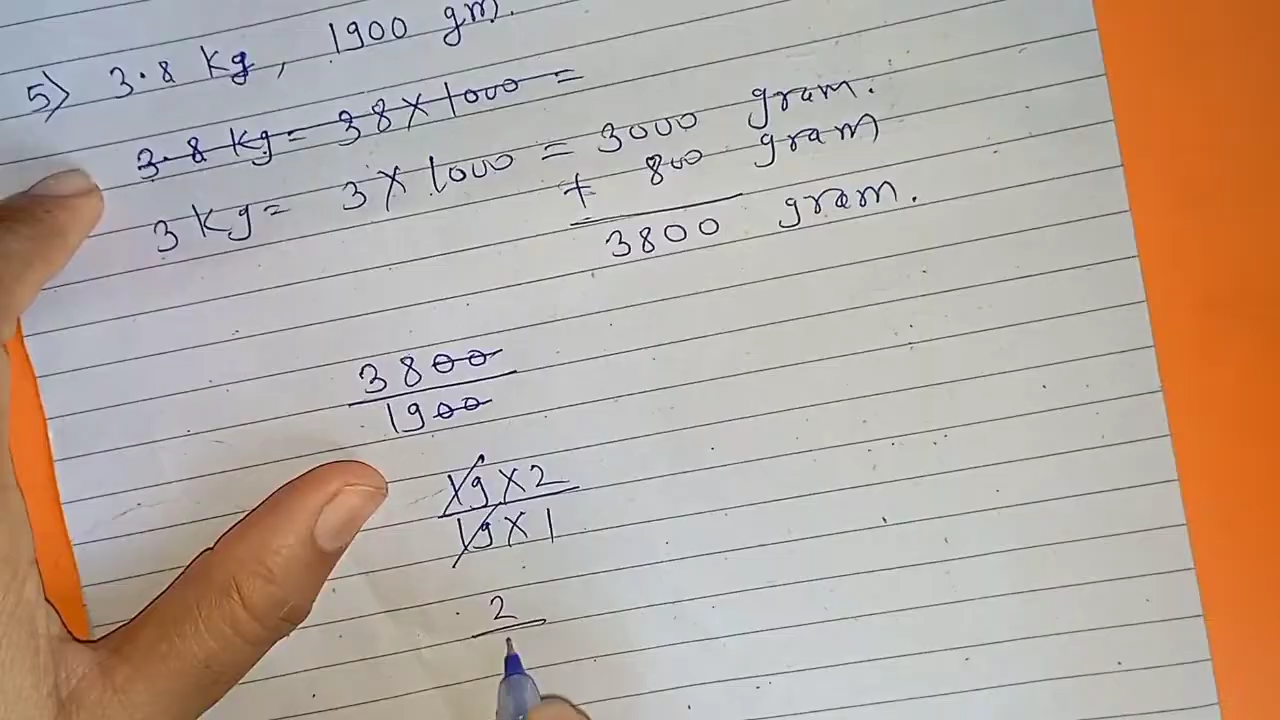 5) 3.8 kg, 1900 gm.
3.8 kg = 38 X 1000 =
3 kg = 3 X 1000 = 3000 gram.
+ 800 gram
3800 gram.
3800
1900
19 X 2
19 X 1
2